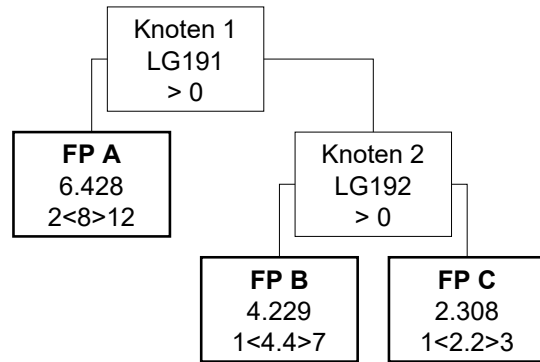 Knoten 1
LG191
> 0
FP A
6.428
2<8>12
Knoten 2
LG192
> 0
FP B
4.229
1<4.4>7
FP C
2.308
1<2.2>3